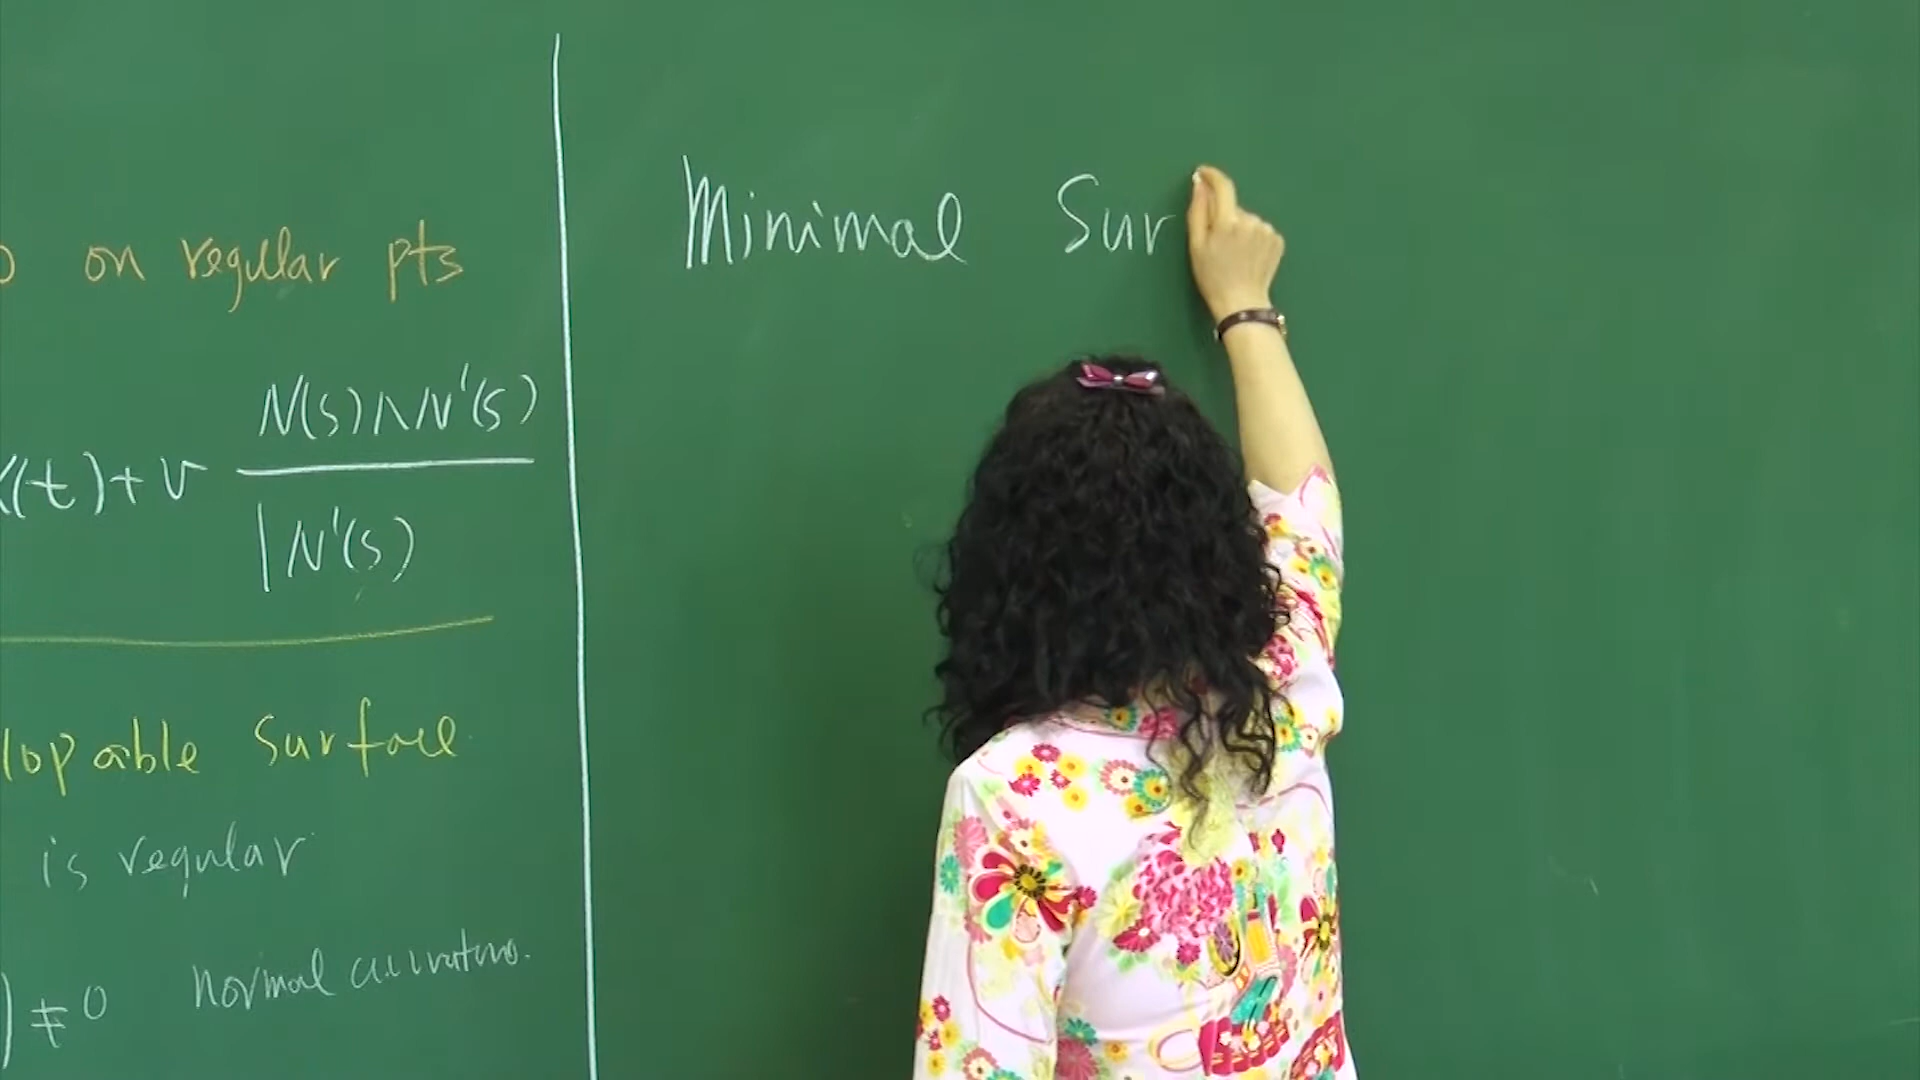 on regular pts
(t)+v N(s)∧N'(s)
|N'(s)
lopable surface
is regular
) ≠ 0 normal curvature.
Minimal Sur